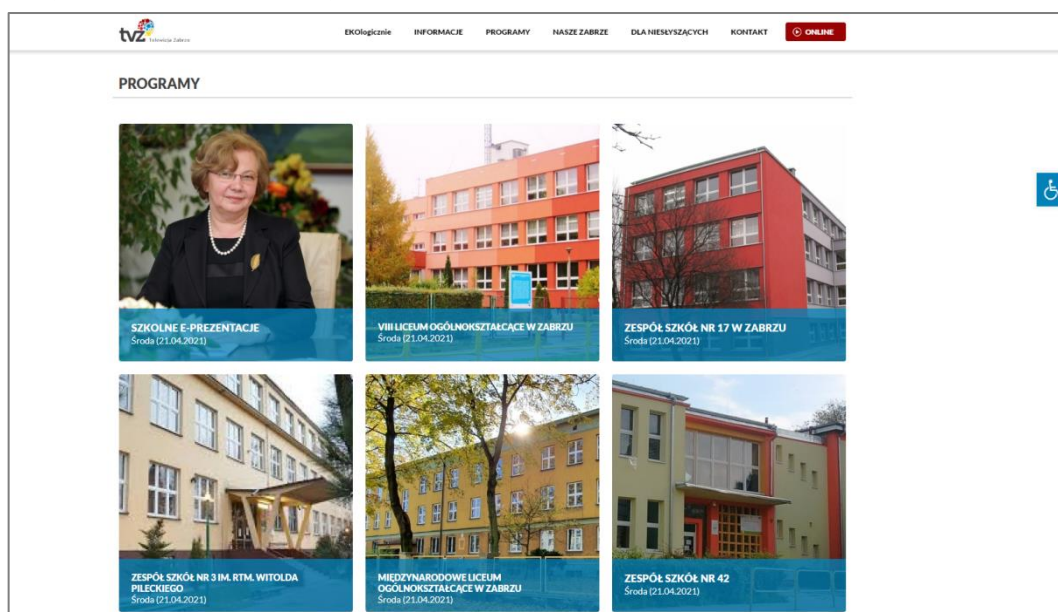 tvz Telewizja Zabrze
EKOlogicznie INFORMACJE PROGRAMY NASZE ZABRZE DLA NIESŁYSZĄCYCH KONTAKT ONLINE
PROGRAMY
SZKOLNE E-PREZENTACJE
Środa (21.04.2021)
VIII LICEUM OGÓLNOKSZTAŁCĄCE W ZABRZU
Środa (21.04.2021)
ZESPÓŁ SZKÓŁ NR 17 W ZABRZU
Środa (21.04.2021)
ZESPÓŁ SZKÓŁ NR 3 IM. RTM. WITOLDA
PILECKIEGO
Środa (21.04.2021)
MIĘDZYNARODOWE LICEUM
OGÓLNOKSZTAŁCĄCE W ZABRZU
Środa (21.04.2021)
ZESPÓŁ SZKÓŁ NR 42
Środa (21.04.2021)